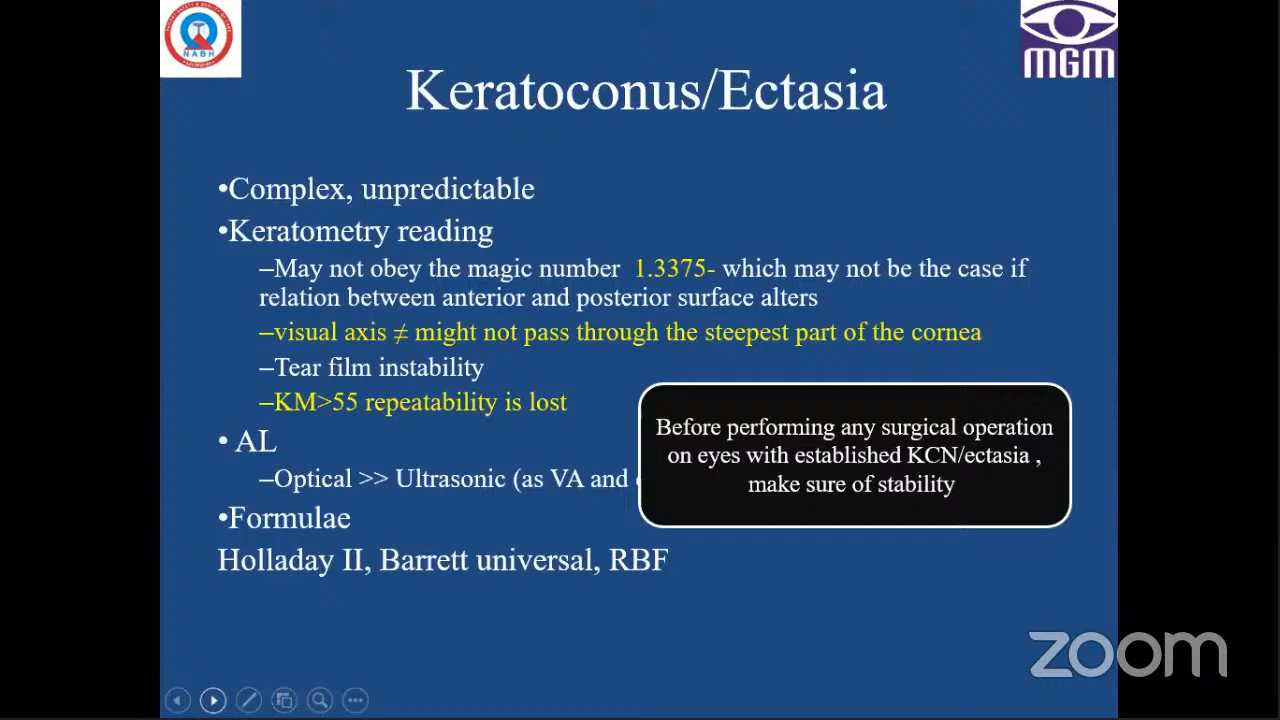 NABH
MGM
Keratoconus/Ectasia
•Complex, unpredictable
•Keratometry reading
–May not obey the magic number 1.3375- which may not be the case if
relation between anterior and posterior surface alters
–visual axis ≠ might not pass through the steepest part of the cornea
–Tear film instability
–KM>55 repeatability is lost
• AL
–Optical >> Ultrasonic (as VA and
Before performing any surgical operation
on eyes with established KCN/ectasia ,
make sure of stability
•Formulae
Holladay II, Barrett universal, RBF
zoom